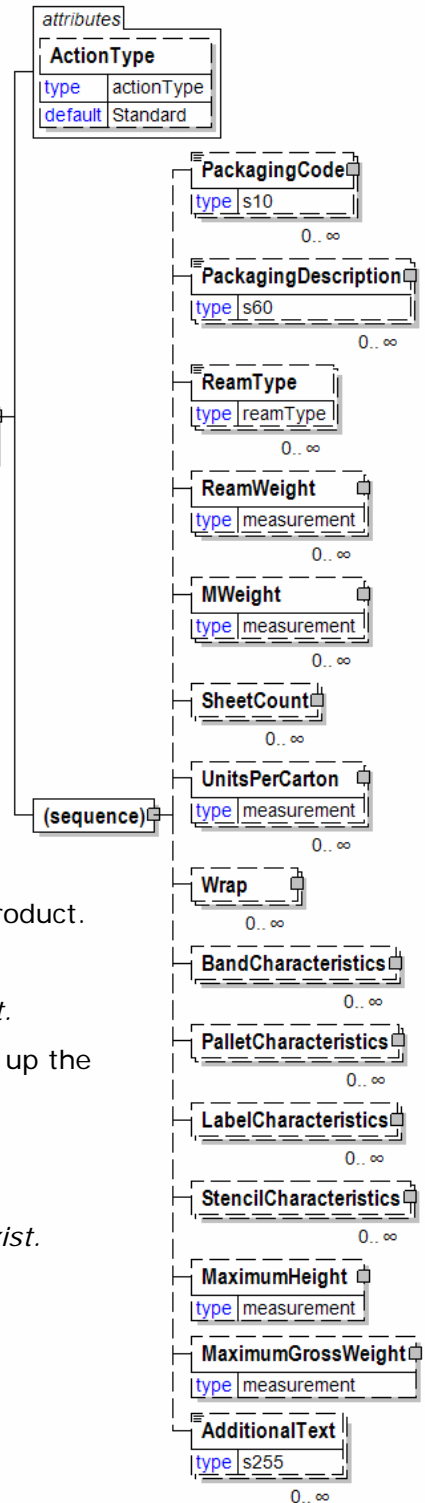 attributes
ActionType
type actionType
default Standard
PackagingCode
type s10
0.. ∞
PackagingDescription
type s60
0.. ∞
ReamType
type reamType
0.. ∞
ReamWeight
type measurement
0.. ∞
MWeight
type measurement
0.. ∞
SheetCount
0.. ∞
UnitsPerCarton
type measurement
0.. ∞
(sequence)
Wrap
0.. ∞
roduct.
BandCharacteristics
0.. ∞
t.
PalletCharacteristics
0.. ∞
up the
LabelCharacteristics
0.. ∞
StencilCharacteristics
0.. ∞
ist.
MaximumHeight
type measurement
MaximumGrossWeight
type measurement
AdditionalText
type s255
0.. ∞